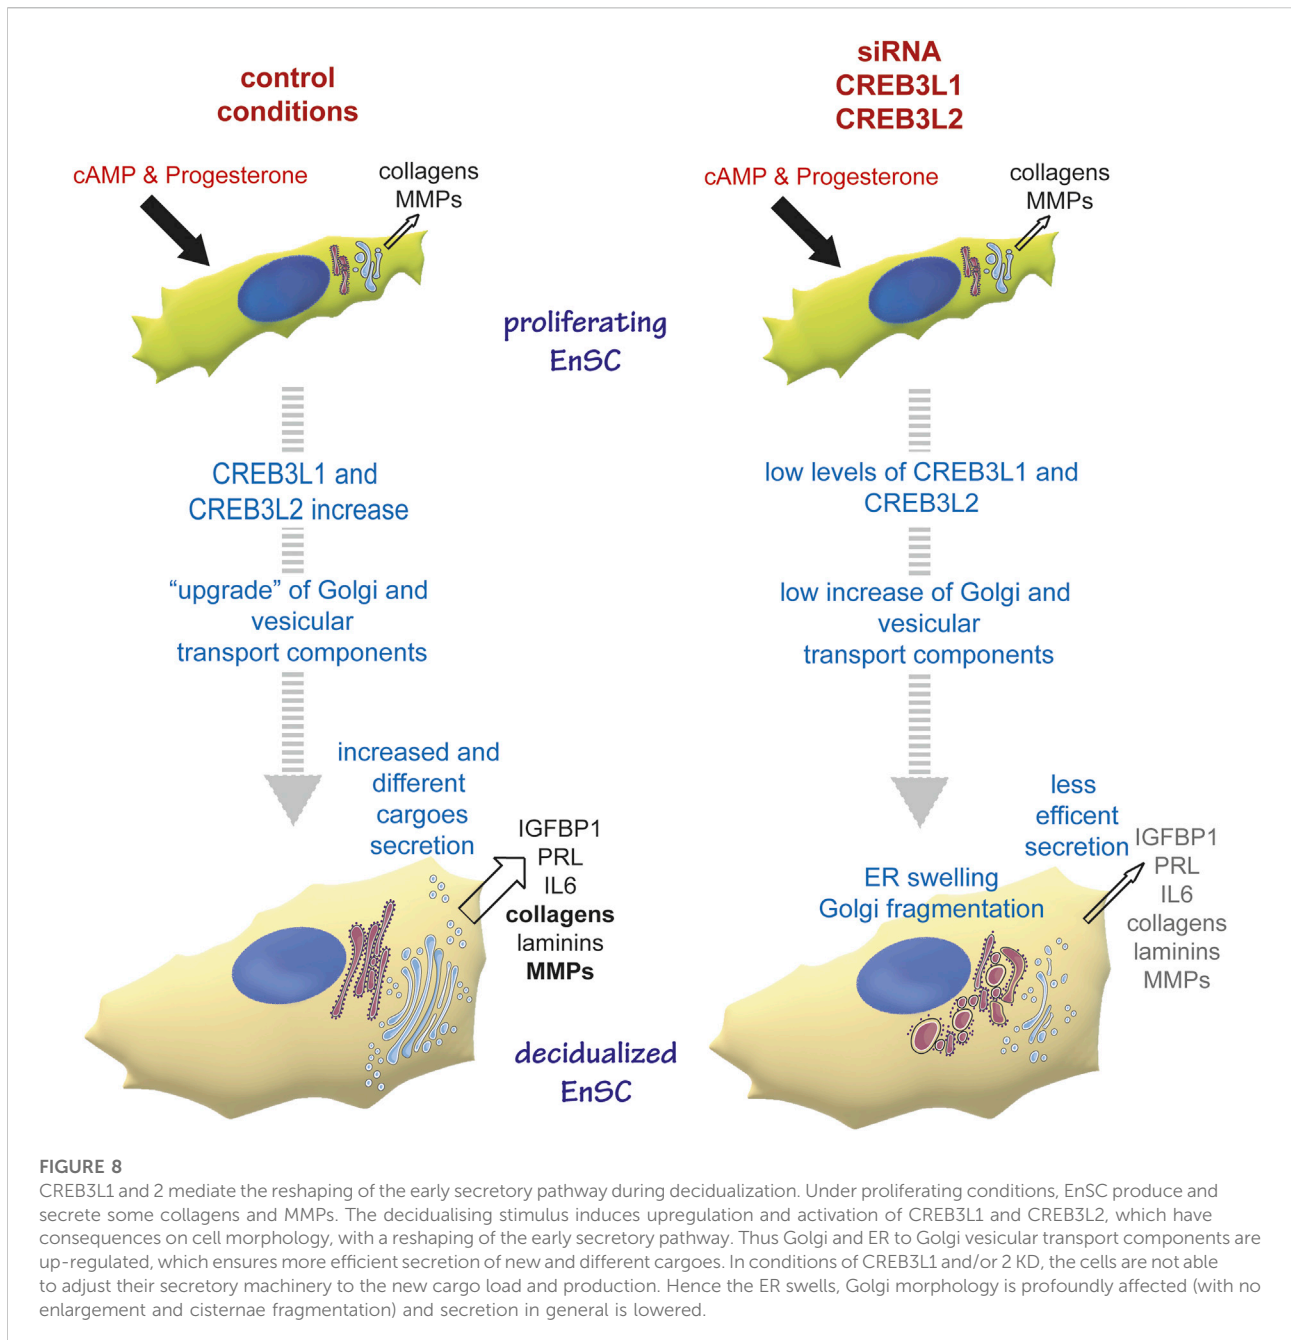 control
conditions
cAMP & Progesterone
collagens
MMPs
siRNA
CREB3L1
CREB3L2
cAMP & Progesterone
collagens
MMPs
proliferating
EnSC
CREB3L1 and
CREB3L2 increase
low levels of CREB3L1 and
CREB3L2
“upgrade” of Golgi and
vesicular
transport components
low increase of Golgi and
vesicular
transport components
increased and
different
cargoes
secretion
IGFBP1
PRL
IL6
collagens
laminins
MMPs
less
efficent
secretion
ER swelling
Golgi fragmentation
IGFBP1
PRL
IL6
collagens
laminins
MMPs
decidualized
EnSC
FIGURE 8
CREB3L1 and 2 mediate the reshaping of the early secretory pathway during decidualization. Under proliferating conditions, EnSC produce and
secrete some collagens and MMPs. The decidualising stimulus induces upregulation and activation of CREB3L1 and CREB3L2, which have
consequences on cell morphology, with a reshaping of the early secretory pathway. Thus Golgi and ER to Golgi vesicular transport components are
up-regulated, which ensures more efficient secretion of new and different cargoes. In conditions of CREB3L1 and/or 2 KD, the cells are not able
to adjust their secretory machinery to the new cargo load and production. Hence the ER swells, Golgi morphology is profoundly affected (with no
enlargement and cisternae fragmentation) and secretion in general is lowered.